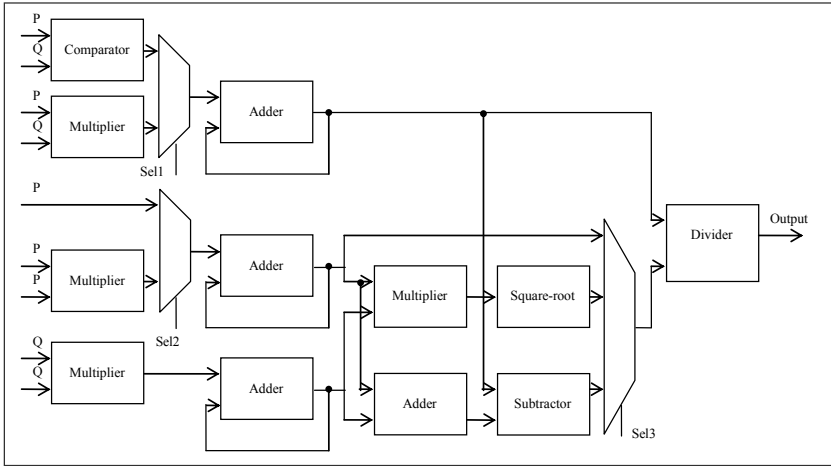 P
Q
Comparator
P
Q
Multiplier
Adder
Sel1
P
P
P
Multiplier
Adder
Sel2
Q
Q
Multiplier
Adder
Multiplier
Square-root
Adder
Subtractor
Sel3
Divider
Output